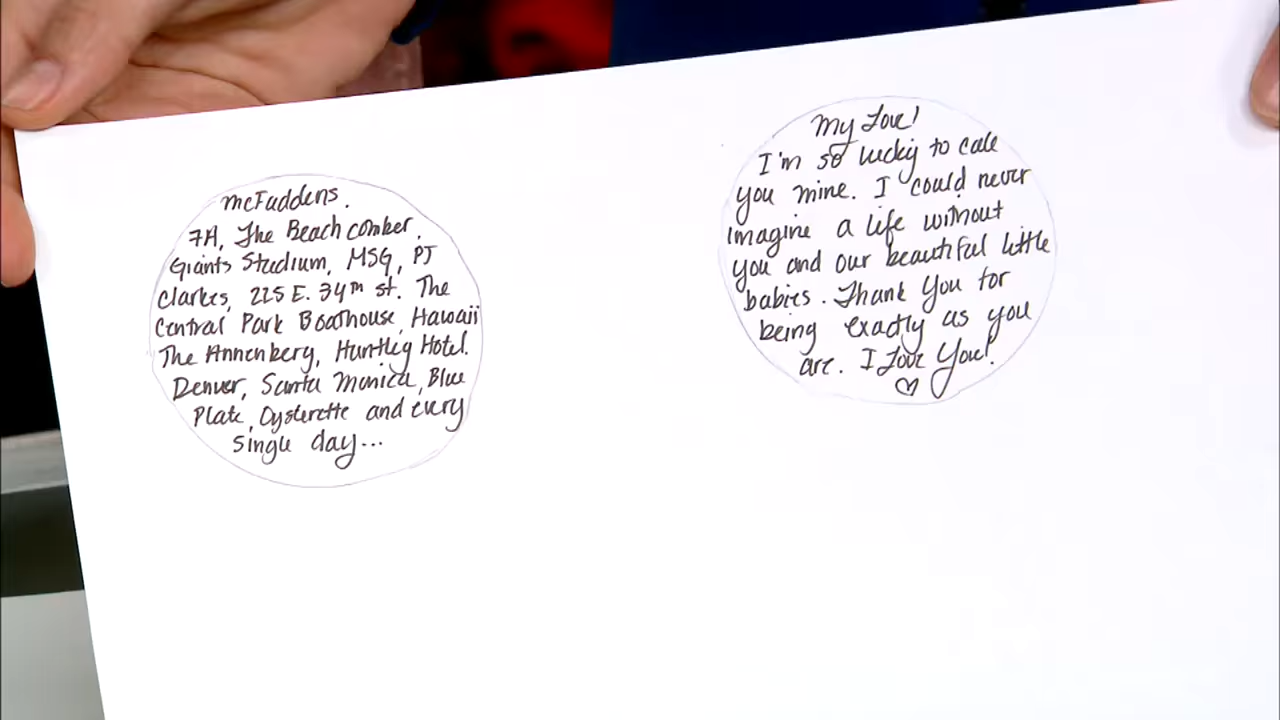 McFaddens.
7H, The Beachcomber,
Giants Stadium, MSG, PJ
Clarkes, 225 E. 34th St. The
Central Park Boathouse, Hawaii
The Annenberg, Huntley Hotel.
Denver, Santa Monica, Blue
Plate, Oysterette and every
single day...
My Love!
I'm so lucky to call
you mine. I could never
imagine a life without
you and our beautiful little
babies. Thank you for
being exactly as you
are. I Love You!
♡